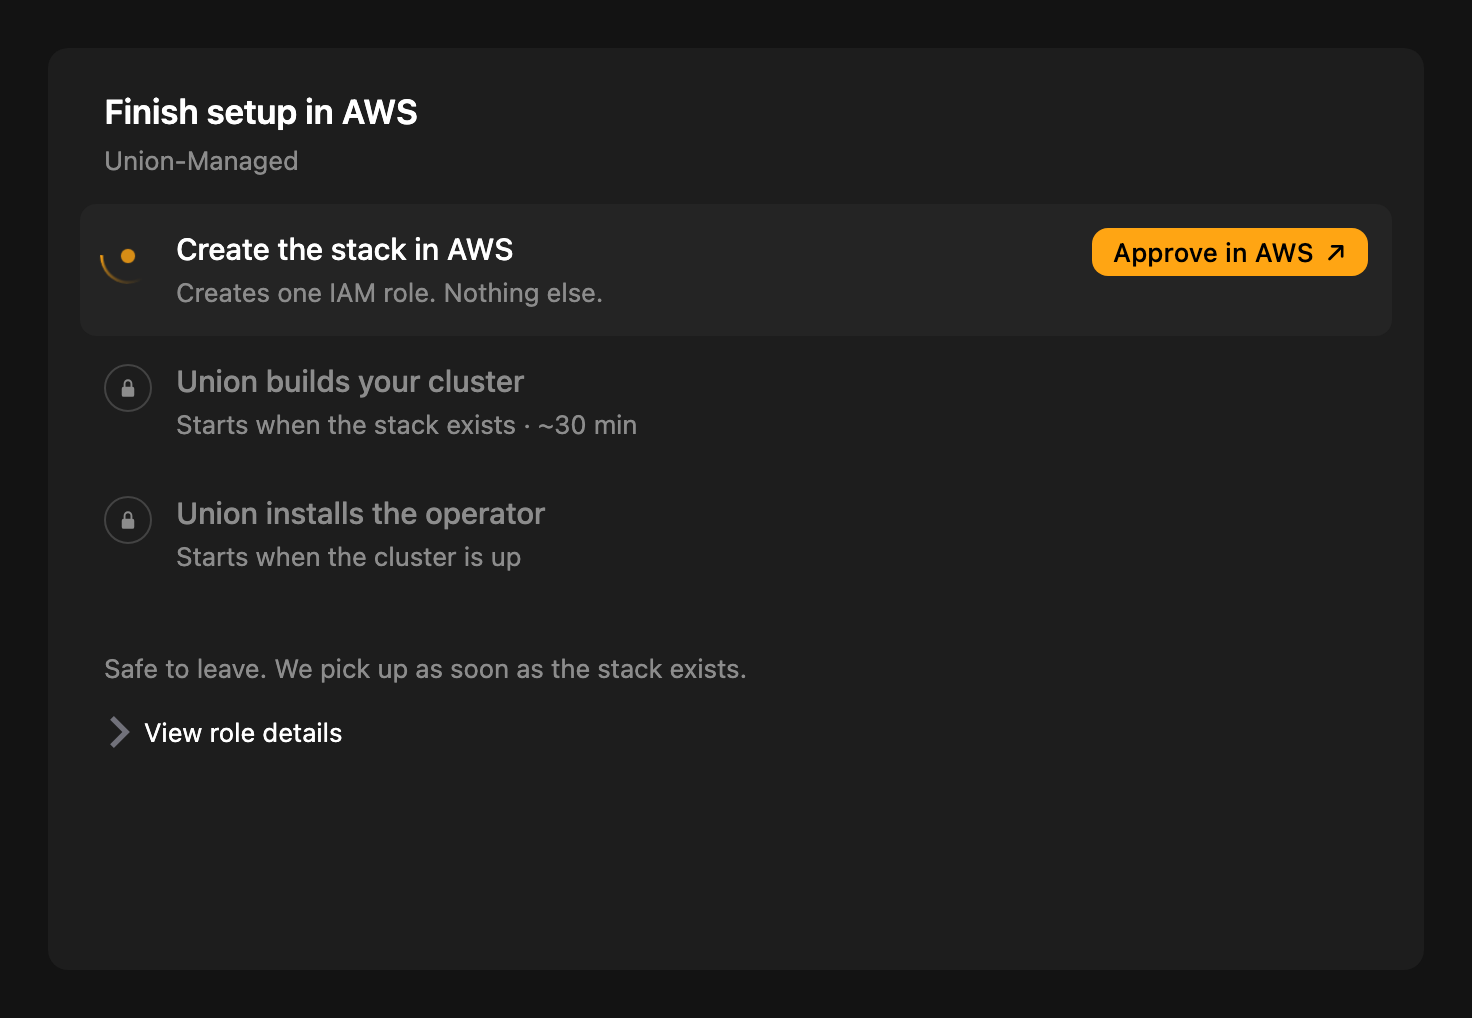 Finish setup in AWS
Union-Managed
Create the stack in AWS
Approve in AWS ↗
Creates one IAM role. Nothing else.
Union builds your cluster
Starts when the stack exists · ~30 min
Union installs the operator
Starts when the cluster is up
Safe to leave. We pick up as soon as the stack exists.
View role details